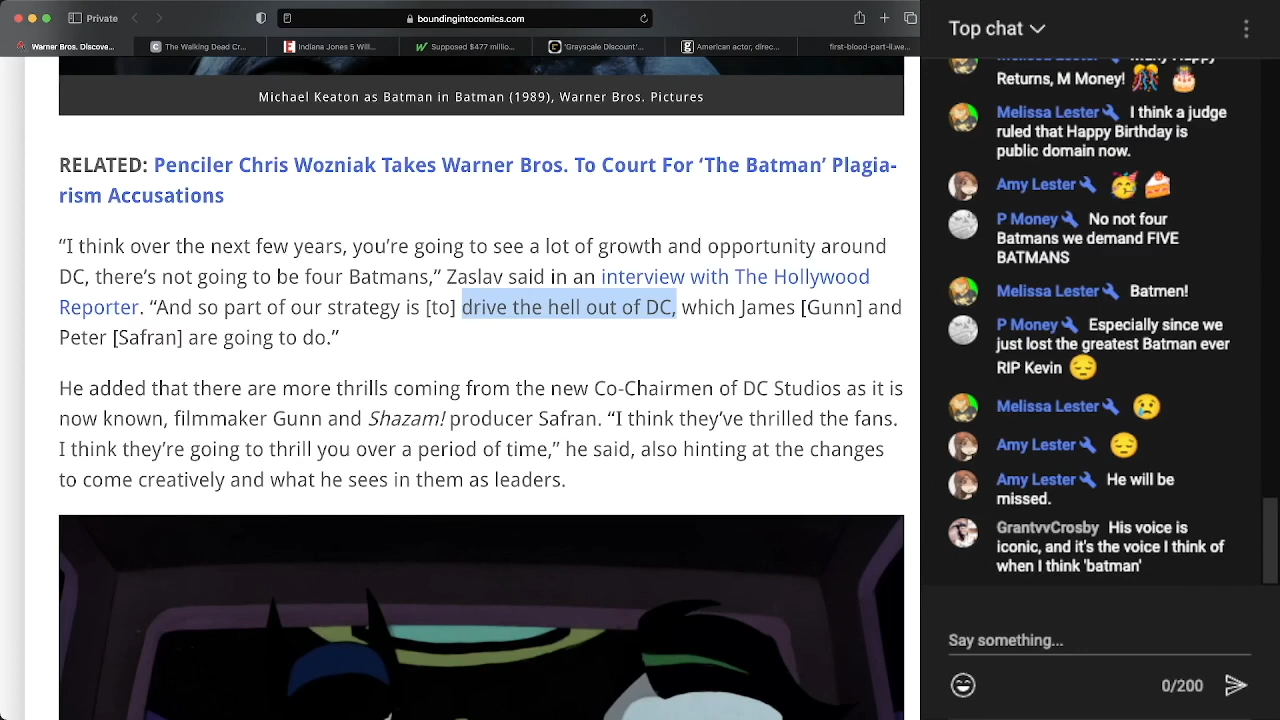 Private
boundingintocomics.com
Warner Bros. Discove...
The Walking Dead Cr...
Indiana Jones 5 Will...
Supposed $477 millio...
'Grayscale Discount'...
American actor, direc...
first-blood-part-ll.we...
Michael Keaton as Batman in Batman (1989), Warner Bros. Pictures
RELATED: Penciler Chris Wozniak Takes Warner Bros. To Court For ‘The Batman’ Plagia-
rism Accusations
“I think over the next few years, you’re going to see a lot of growth and opportunity around
DC, there’s not going to be four Batmans,” Zaslav said in an interview with The Hollywood
Reporter. “And so part of our strategy is [to] drive the hell out of DC, which James [Gunn] and
Peter [Safran] are going to do.”
He added that there are more thrills coming from the new Co-Chairmen of DC Studios as it is
now known, filmmaker Gunn and Shazam! producer Safran. “I think they’ve thrilled the fans.
I think they’re going to thrill you over a period of time,” he said, also hinting at the changes
to come creatively and what he sees in them as leaders.
Top chat
Melissa Lester Many Happy
Returns, M Money! 🎊 🎂
Melissa Lester I think a judge
ruled that Happy Birthday is
public domain now.
Amy Lester 🥳 🍰
P Money No not four
Batmans we demand FIVE
BATMANS
Melissa Lester Batmen!
P Money Especially since we
just lost the greatest Batman ever
RIP Kevin 😔
Melissa Lester 😢
Amy Lester 😔
Amy Lester He will be
missed.
GrantvvCrosby His voice is
iconic, and it's the voice I think of
when I think 'batman'
Say something...
0/200